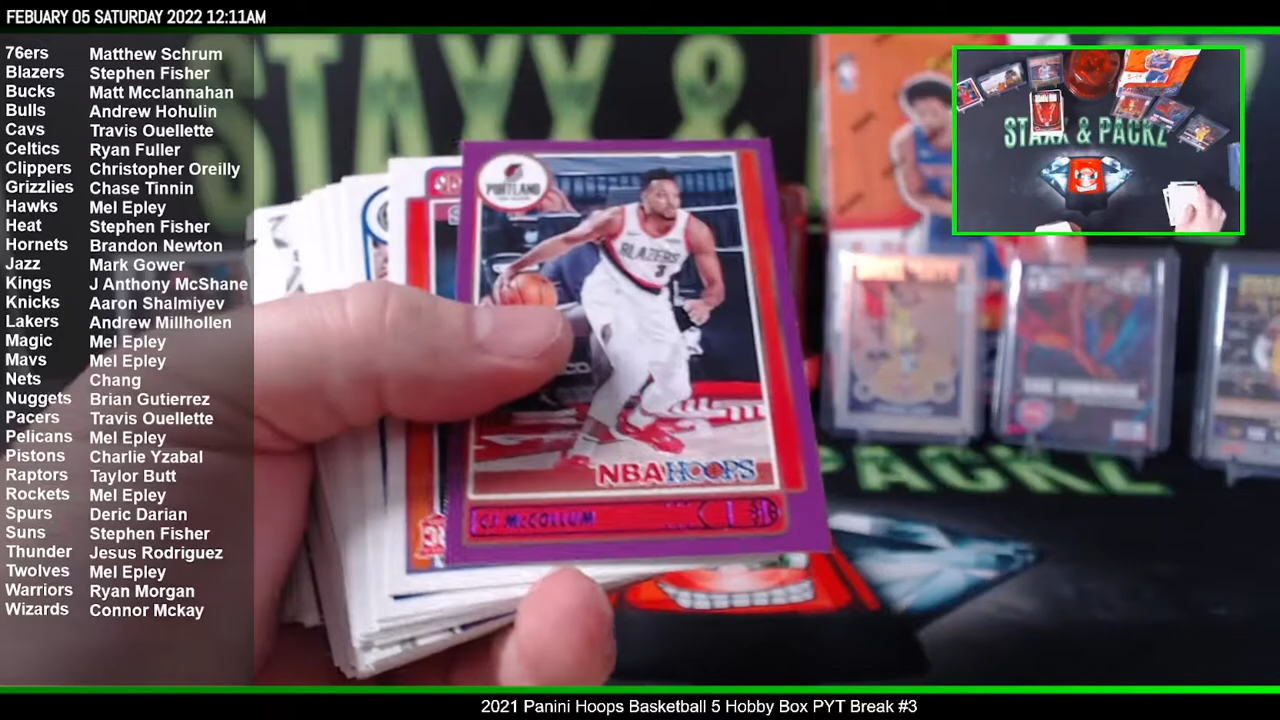 FEBUARY 05 SATURDAY 2022 12:11AM
76ers Matthew Schrum
Blazers Stephen Fisher
Bucks Matt Mcclannahan
Bulls Andrew Hohulin
Cavs Travis Ouellette
Celtics Ryan Fuller
Clippers Christopher Oreilly
Grizzlies Chase Tinnin
Hawks Mel Epley
Heat Stephen Fisher
Hornets Brandon Newton
Jazz Mark Gower
Kings J Anthony McShane
Knicks Aaron Shalmiyev
Lakers Andrew Millhollen
Magic Mel Epley
Mavs Mel Epley
Nets Chang
Nuggets Brian Gutierrez
Pacers Travis Ouellette
Pelicans Mel Epley
Pistons Charlie Yzabal
Raptors Taylor Butt
Rockets Mel Epley
Spurs Deric Darian
Suns Stephen Fisher
Thunder Jesus Rodriguez
Twolves Mel Epley
Warriors Ryan Morgan
Wizards Connor Mckay
STAXX &
PORTLAND
BLAZERS
3
NBA HOOPS
CJ McCOLLUM
PACKZ
STAXX & PACKZ
2021 Panini Hoops Basketball 5 Hobby Box PYT Break #3